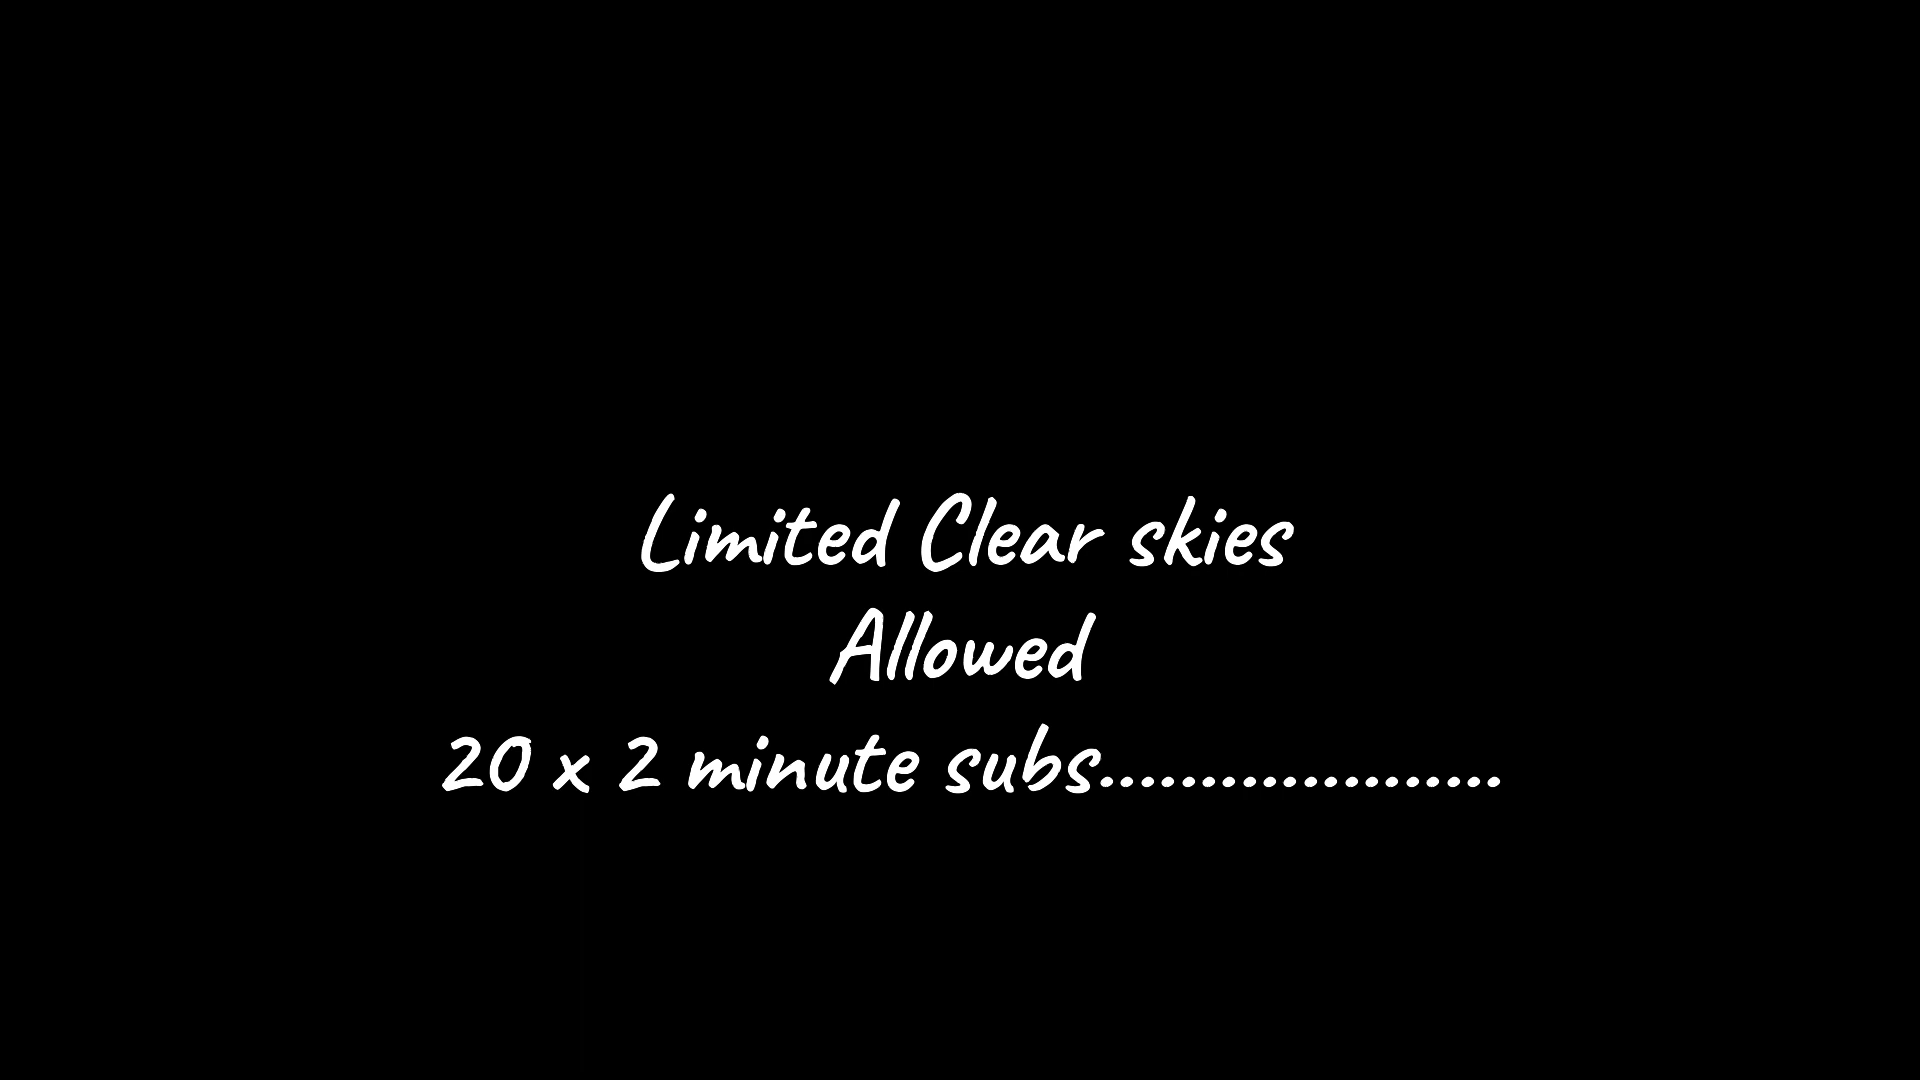 Limited Clear skies
Allowed
20 x 2 minute subs....................